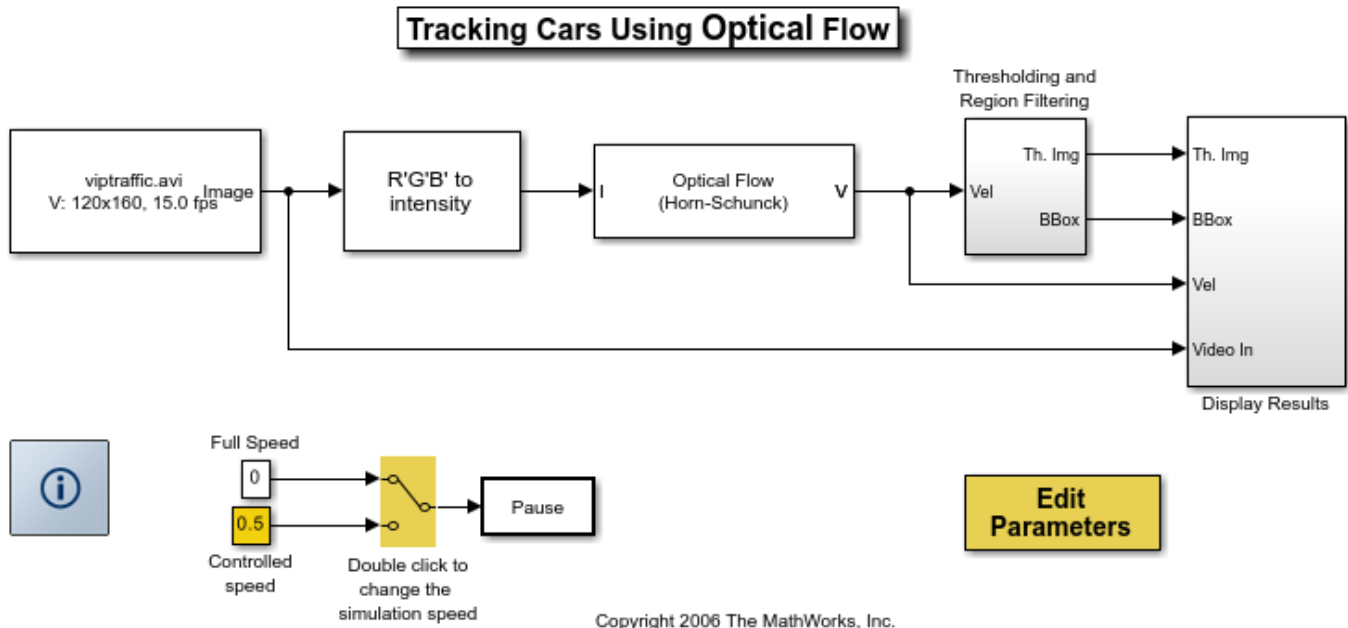 Tracking Cars Using Optical Flow
Thresholding and
Region Filtering
viptraffic.avi
V: 120x160, 15.0 fps
Image
R'G'B' to
intensity
I
Optical Flow
(Horn-Schunck)
V
Vel
Th. Img
BBox
Th. Img
BBox
Vel
Video In
Display Results
Full Speed
0
0.5
Controlled
speed
Double click to
change the
simulation speed
Pause
Edit
Parameters
i
Copyright 2006 The MathWorks, Inc.